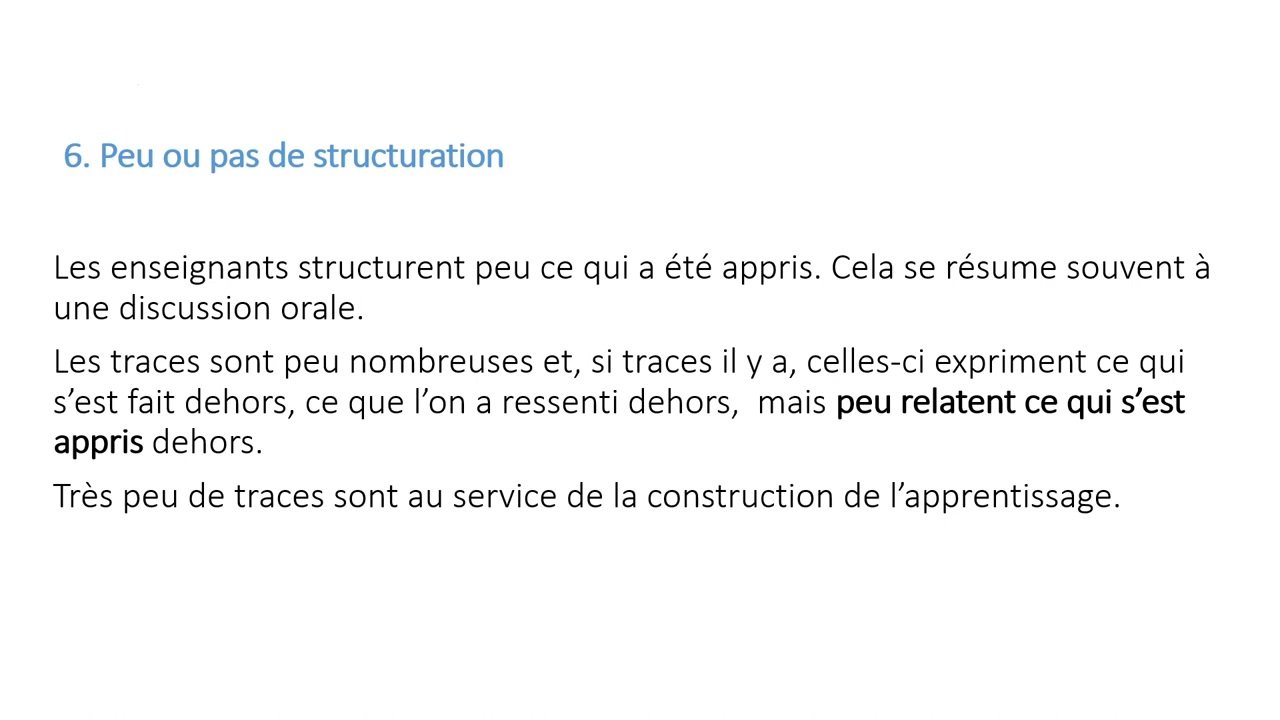 6. Peu ou pas de structuration
Les enseignants structurent peu ce qui a été appris. Cela se résume souvent à
une discussion orale.
Les traces sont peu nombreuses et, si traces il y a, celles-ci expriment ce qui
s’est fait dehors, ce que l’on a ressenti dehors,  mais peu relatent ce qui s’est
appris dehors.
Très peu de traces sont au service de la construction de l’apprentissage.